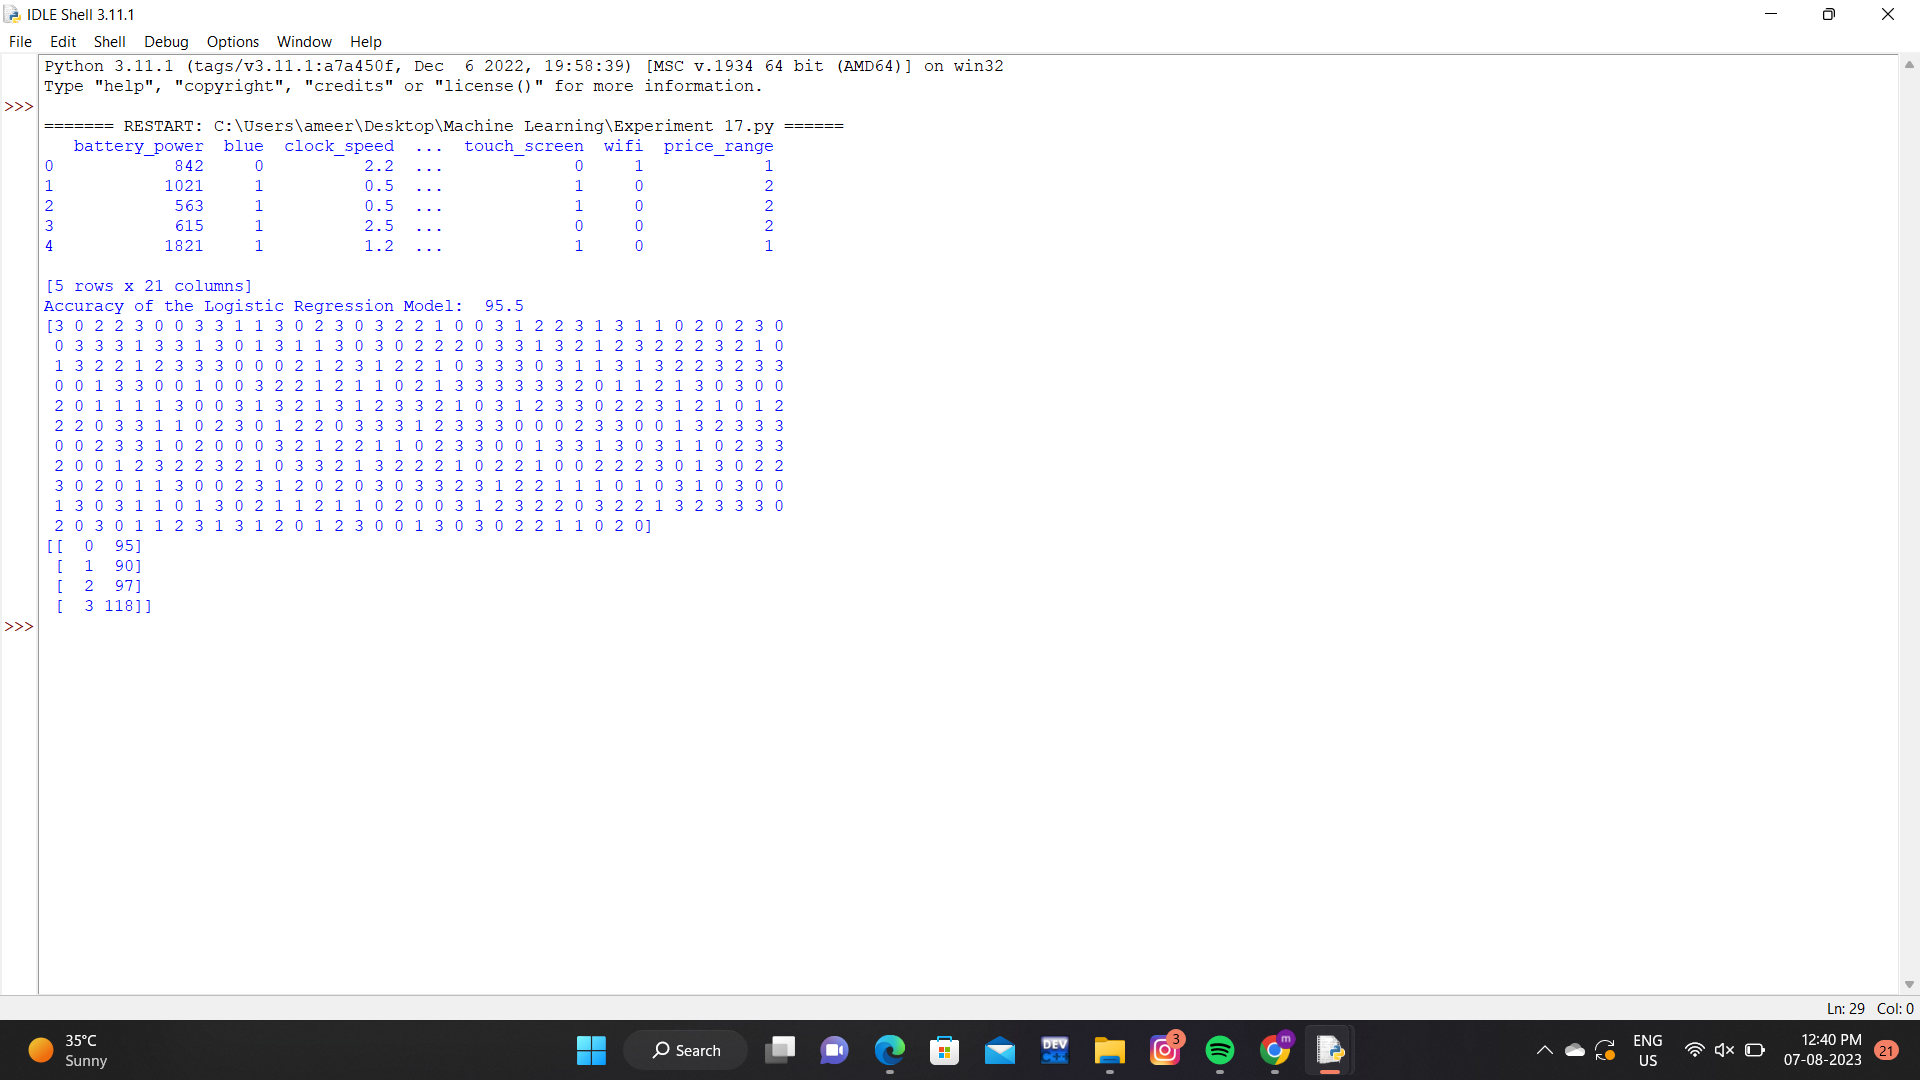 IDLE Shell 3.11.1
File Edit Shell Debug Options Window Help
Python 3.11.1 (tags/v3.11.1:a7a450f, Dec  6 2022, 19:58:39) [MSC v.1934 64 bit (AMD64)] on win32
Type "help", "copyright", "credits" or "license()" for more information.
>>>
======= RESTART: C:\Users\ameer\Desktop\Machine Learning\Experiment 17.py ======
   battery_power  blue  clock_speed  ...  touch_screen  wifi  price_range
0            842     0          2.2  ...             0     1            1
1           1021     1          0.5  ...             1     0            2
2            563     1          0.5  ...             1     0            2
3            615     1          2.5  ...             0     0            2
4           1821     1          1.2  ...             1     0            1
[5 rows x 21 columns]
Accuracy of the Logistic Regression Model:  95.5
[3 0 2 2 3 0 0 3 3 1 1 3 0 2 3 0 3 2 2 1 0 0 3 1 2 2 3 1 3 1 1 0 2 0 2 3 0
 0 3 3 3 1 3 3 1 3 0 1 3 1 1 3 0 3 0 2 2 2 0 3 3 1 3 2 1 2 3 2 2 2 3 2 1 0
 1 3 2 2 1 2 3 3 3 0 0 0 2 1 2 3 1 2 2 1 0 3 3 3 0 3 1 1 3 1 3 2 2 3 2 3 3
 0 0 1 3 3 0 0 1 0 0 3 2 2 1 2 1 1 0 2 1 3 3 3 3 3 3 2 0 1 1 2 1 3 0 3 0 0
 2 0 1 1 1 1 3 0 0 3 1 3 2 1 3 1 2 3 3 2 1 0 3 1 2 3 3 0 2 2 3 1 2 1 0 1 2
 2 2 0 3 3 1 1 0 2 3 0 1 2 2 0 3 3 3 1 2 3 3 3 0 0 0 2 3 3 0 0 1 3 2 3 3 3
 0 0 2 3 3 1 0 2 0 0 0 3 2 1 2 2 1 1 0 2 3 3 0 0 1 3 3 1 3 0 3 1 1 0 2 3 3
 2 0 0 1 2 3 2 2 3 2 1 0 3 3 2 1 3 2 2 2 1 0 2 2 1 0 0 2 2 2 3 0 1 3 0 2 2
 3 0 2 0 1 1 3 0 0 2 3 1 2 0 2 0 3 0 3 3 2 3 1 2 2 1 1 1 0 1 0 3 1 0 3 0 0
 1 3 0 3 1 1 0 1 3 0 2 1 1 2 1 1 0 2 0 0 3 1 2 3 2 2 0 3 2 2 1 3 2 3 3 3 0
 2 0 3 0 1 1 2 3 1 3 1 2 0 1 2 3 0 0 1 3 0 3 0 2 2 1 1 0 2 0]
[[  0  95]
 [  1  90]
 [  2  97]
 [  3 118]]
>>>
Ln: 29 Col: 0
35°C
Sunny
Search
DEV
C++
3
m
ENG
US
12:40 PM
07-08-2023
21